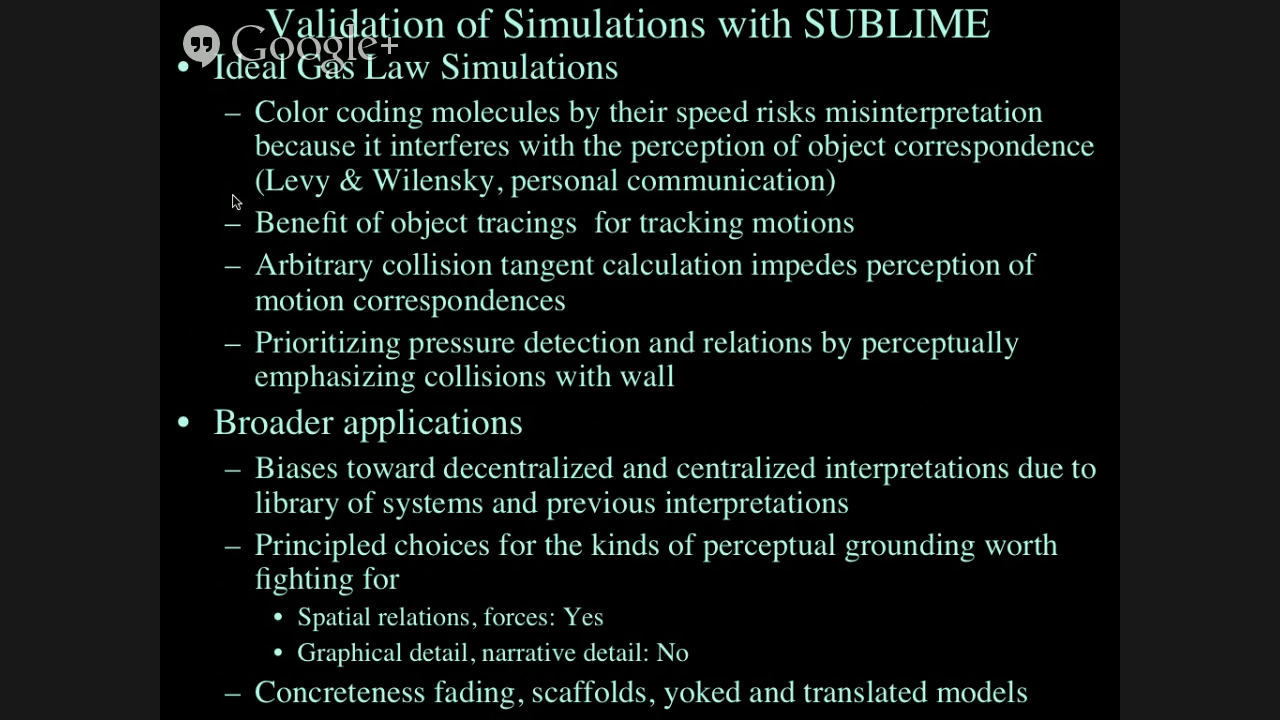 Validation of Simulations with SUBLIME
Google+
• Ideal Gas Law Simulations
– Color coding molecules by their speed risks misinterpretation
because it interferes with the perception of object correspondence
(Levy & Wilensky, personal communication)
– Benefit of object tracings for tracking motions
– Arbitrary collision tangent calculation impedes perception of
motion correspondences
– Prioritizing pressure detection and relations by perceptually
emphasizing collisions with wall
• Broader applications
– Biases toward decentralized and centralized interpretations due to
library of systems and previous interpretations
– Principled choices for the kinds of perceptual grounding worth
fighting for
• Spatial relations, forces: Yes
• Graphical detail, narrative detail: No
– Concreteness fading, scaffolds, yoked and translated models